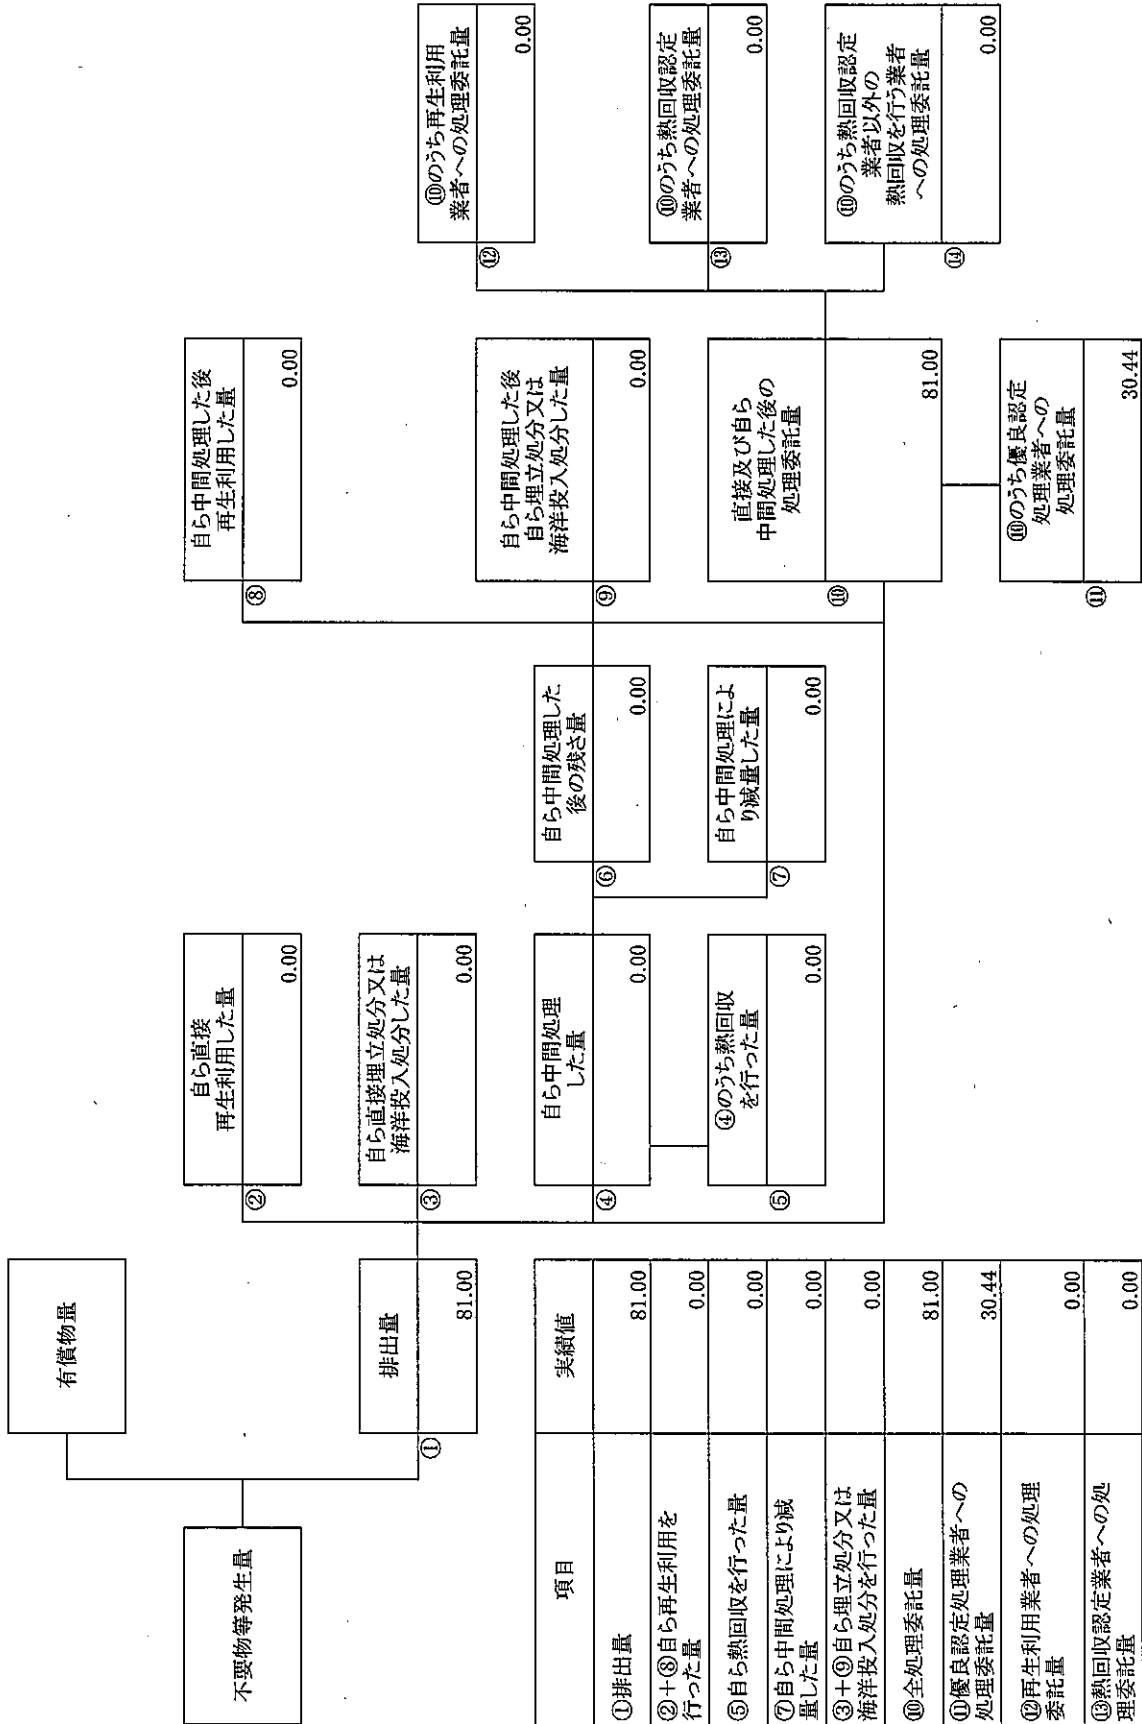 不要物等発生量
有償物量
①
排出量
81.00
②
自ら直接
再生利用した量
0.00
③
自ら直接埋立処分又は
海洋投入処分した量
0.00
④
自ら中間処理
した量
0.00
⑤
④のうち熱回収
を行った量
0.00
⑥
自ら中間処理した
後の残さ量
0.00
⑦
自ら中間処理によ
り減量した量
0.00
⑧
自ら中間処理した後
再生利用した量
0.00
⑨
自ら中間処理した後
自ら埋立処分又は
海洋投入処分した量
0.00
⑩
直接及び自ら
中間処理した後の
処理委託量
81.00
⑪
⑩のうち優良認定
処理業者への
処理委託量
30.44
⑫
⑩のうち再生利用
業者への処理委託量
0.00
⑬
⑩のうち熱回収認定
業者への処理委託量
0.00
⑭
⑩のうち熱回収認定
業者以外の
熱回収を行う業者
への処理委託量
0.00
項目 実績値
①排出量 81.00
②+⑧自ら再生利用を
行った量 0.00
⑤自ら熱回収を行った量 0.00
⑦自ら中間処理により減
量した量 0.00
③+⑨自ら埋立処分又は
海洋投入処分を行った量 0.00
⑩全処理委託量 81.00
⑪優良認定処理業者への
処理委託量 30.44
⑫再生利用業者への処理
委託量 0.00
⑬熱回収認定業者への処
理委託量 0.00